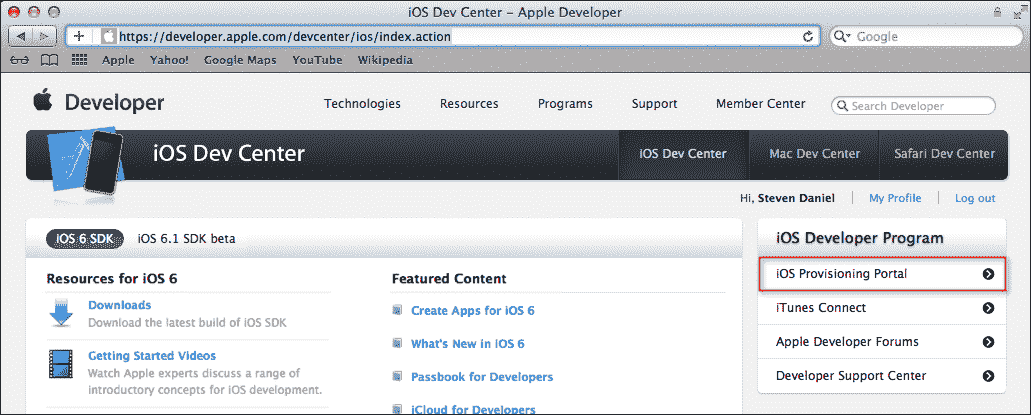 iOS Dev Center – Apple Developer
https://developer.apple.com/devcenter/ios/index.action
Google
Apple Yahoo! Google Maps YouTube Wikipedia
Developer
Technologies Resources Programs Support Member Center
Search Developer
iOS Dev Center
iOS Dev Center Mac Dev Center Safari Dev Center
Hi, Steven Daniel My Profile Log out
iOS 6 SDK iOS 6.1 SDK beta
Resources for iOS 6
Downloads
Download the latest build of iOS SDK
Getting Started Videos
Watch Apple experts discuss a range of
introductory concepts for iOS development.
Featured Content
Create Apps for iOS 6
What's New in iOS 6
Passbook for Developers
iCloud for Developers
iOS Developer Program
iOS Provisioning Portal
iTunes Connect
Apple Developer Forums
Developer Support Center